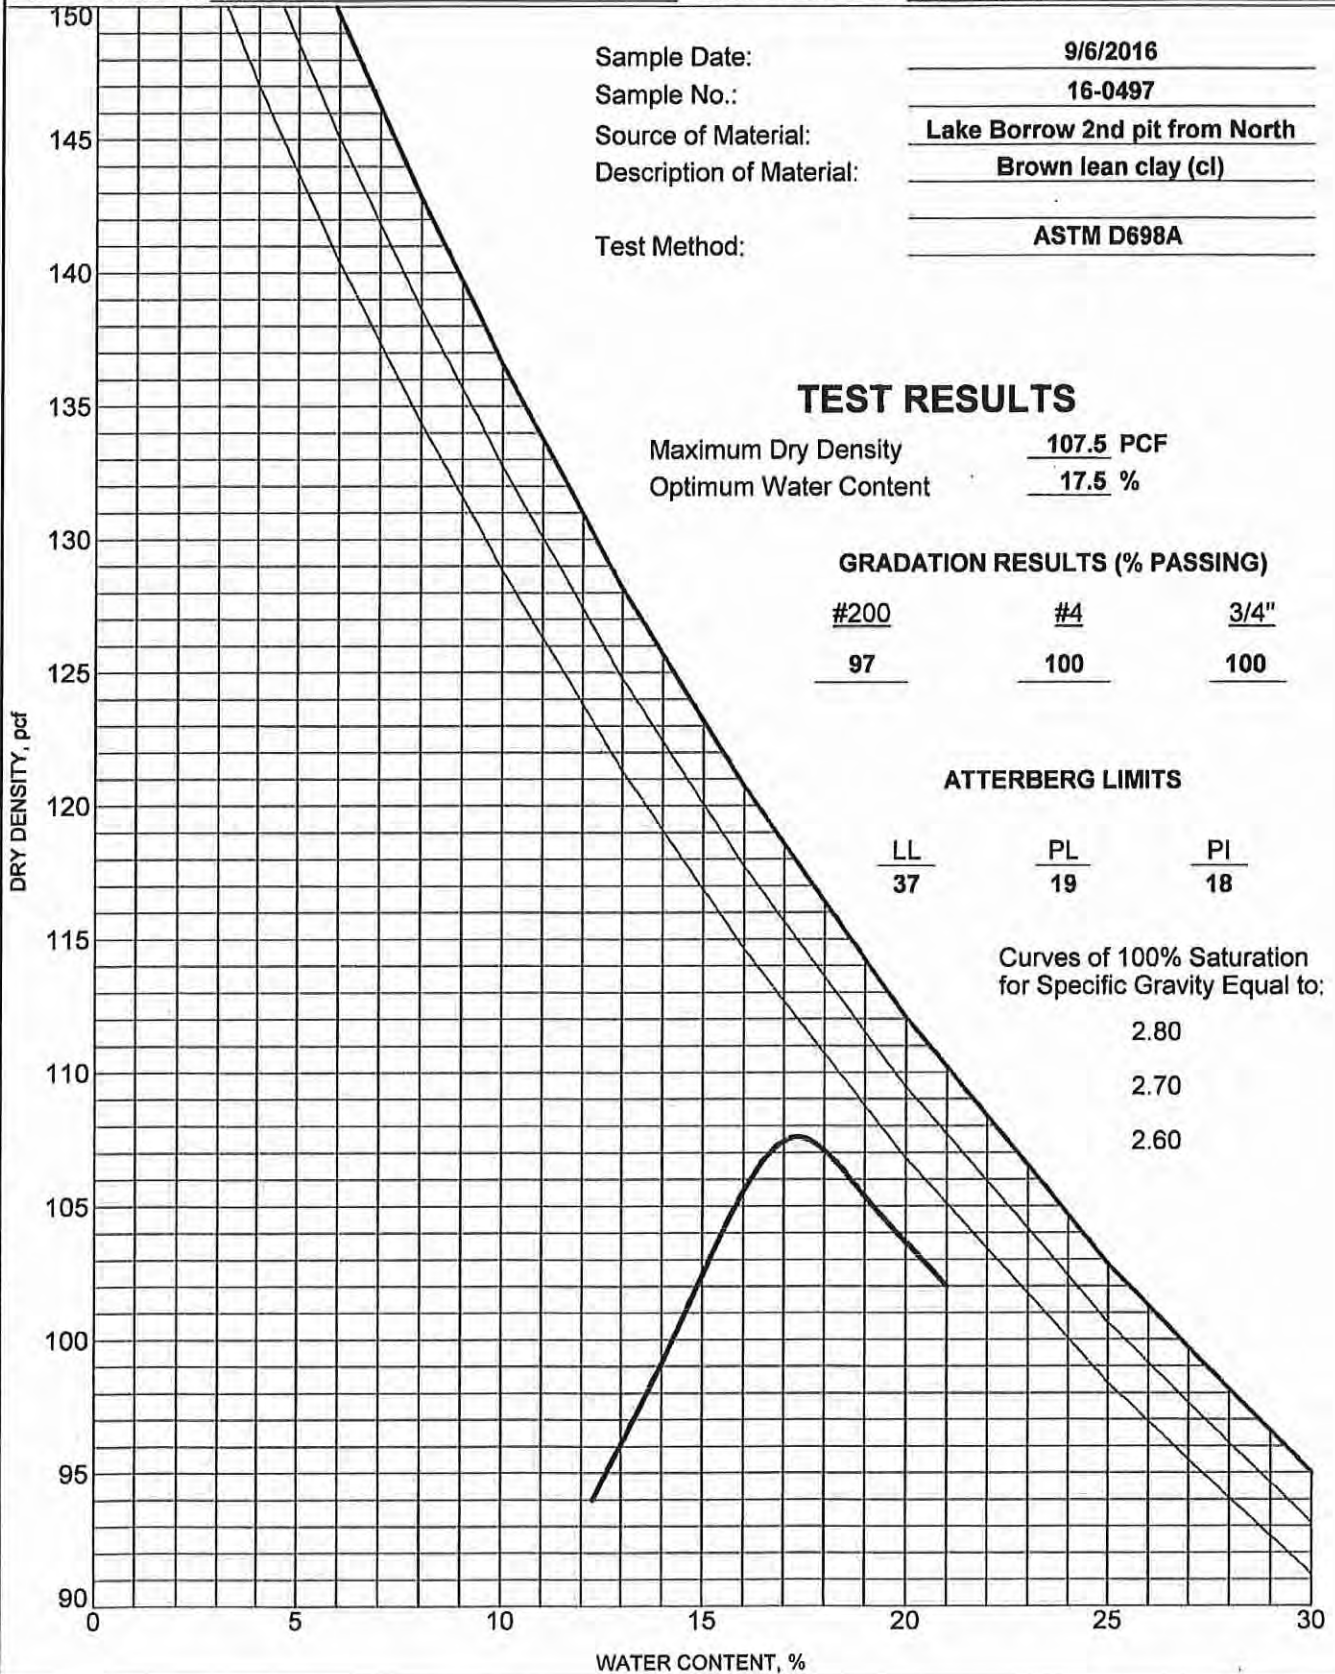 Sample Date: 9/6/2016
Sample No.: 16-0497
Source of Material: Lake Borrow 2nd pit from North
Description of Material: Brown lean clay (cl)
Test Method: ASTM D698A
TEST RESULTS
Maximum Dry Density 107.5 PCF
Optimum Water Content 17.5 %
GRADATION RESULTS (% PASSING)
#200 #4 3/4"
97 100 100
ATTERBERG LIMITS
LL PL PI
37 19 18
Curves of 100% Saturation
for Specific Gravity Equal to:
2.80
2.70
2.60
DRY DENSITY, pcf
150
145
140
135
130
125
120
115
110
105
100
95
90
0 5 10 15 20 25 30
WATER CONTENT, %